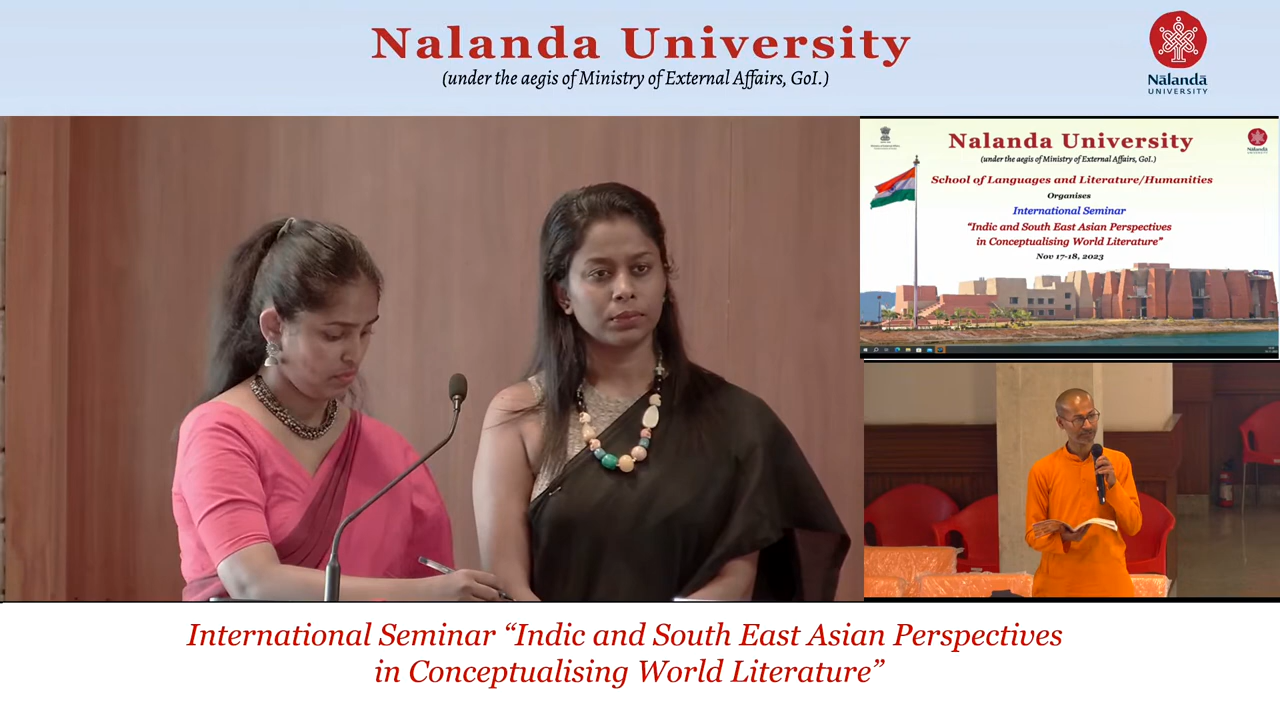 Nalanda University
(under the aegis of Ministry of External Affairs, GoI.)
Nālandā
UNIVERSITY
Nalanda University
(under the aegis of Ministry of External Affairs, GoI.)
School of Languages and Literature/Humanities
Organises
International Seminar
“Indic and South East Asian Perspectives
in Conceptualising World Literature”
Nov 17-18, 2023
International Seminar “Indic and South East Asian Perspectives
in Conceptualising World Literature”